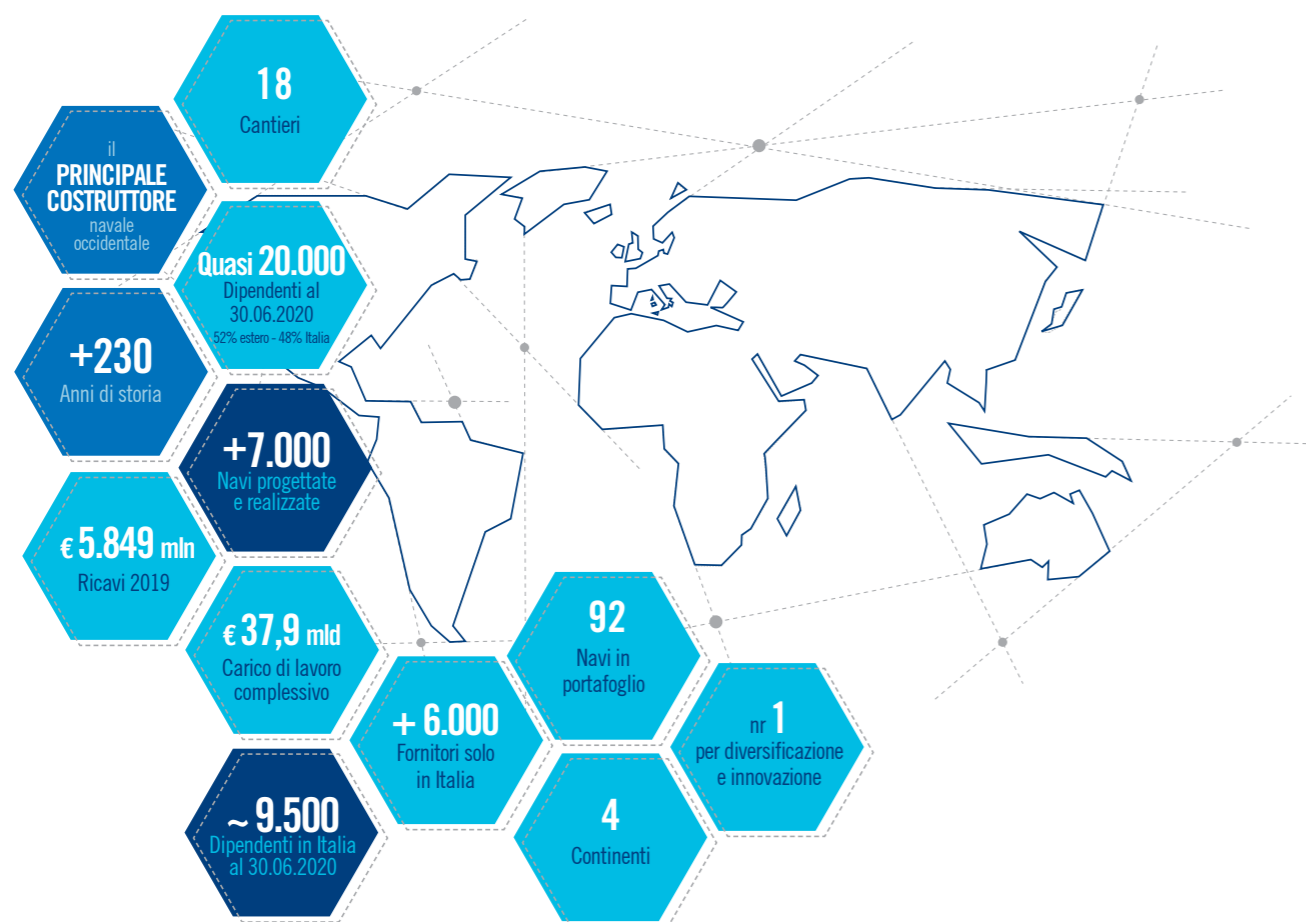 18
Cantieri
il
PRINCIPALE
COSTRUTTORE
navale
occidentale
Quasi 20.000
Dipendenti al
30.06.2020
52% estero - 48% Italia
+230
Anni di storia
+7.000
Navi progettate
e realizzate
€ 5.849 mln
Ricavi 2019
€ 37,9 mld
Carico di lavoro
complessivo
92
Navi in
portafoglio
+ 6.000
Fornitori solo
in Italia
nr 1
per diversificazione
e innovazione
~ 9.500
Dipendenti in Italia
al 30.06.2020
4
Continenti